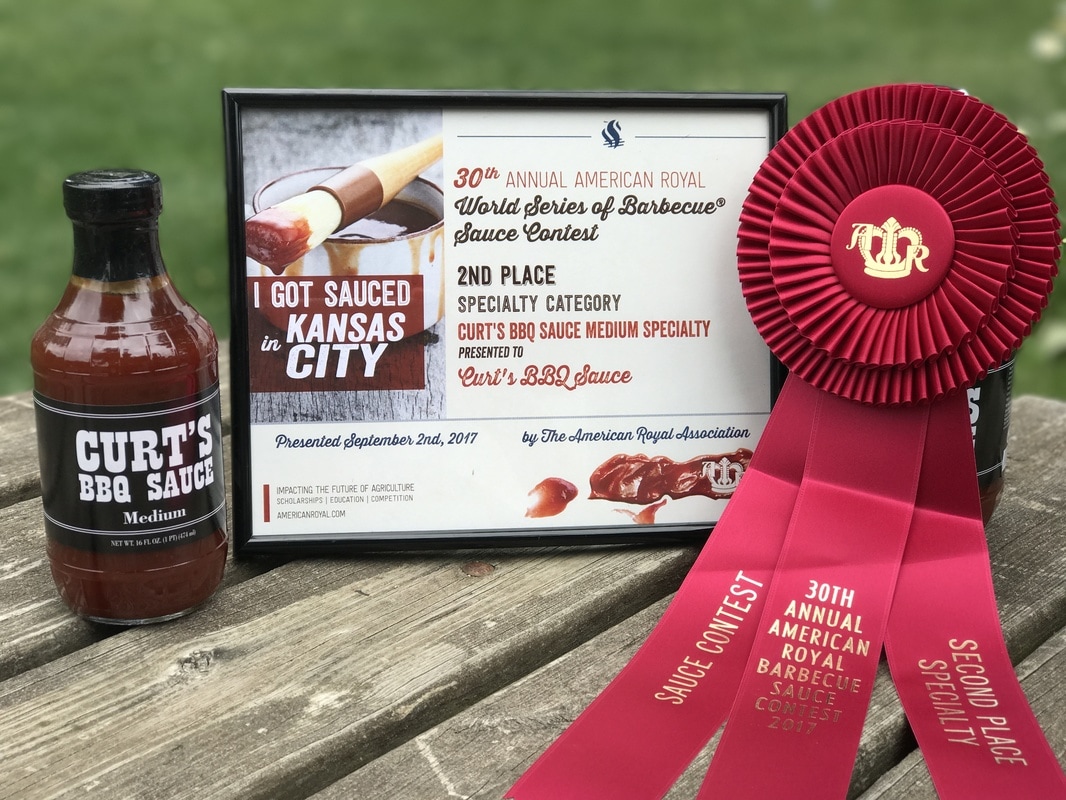 CURT'S
BBQ SAUCE
Medium
NET WT. 16 FL OZ. (1 PT) (474 ml)
I GOT SAUCED
in KANSAS
CITY
30th ANNUAL AMERICAN ROYAL
World Series of Barbecue®
Sauce Contest
2ND PLACE
SPECIALTY CATEGORY
CURT'S BBQ SAUCE MEDIUM SPECIALTY
PRESENTED TO
Curt's BBQ Sauce
Presented September 2nd, 2017
by The American Royal Association
IMPACTING THE FUTURE OF AGRICULTURE
SCHOLARSHIPS | EDUCATION | COMPETITION
AMERICANROYAL.COM
AR
AR
SAUCE CONTEST
30TH
ANNUAL
AMERICAN
ROYAL
BARBECUE
SAUCE
CONTEST
2017
SECOND PLACE
SPECIALTY